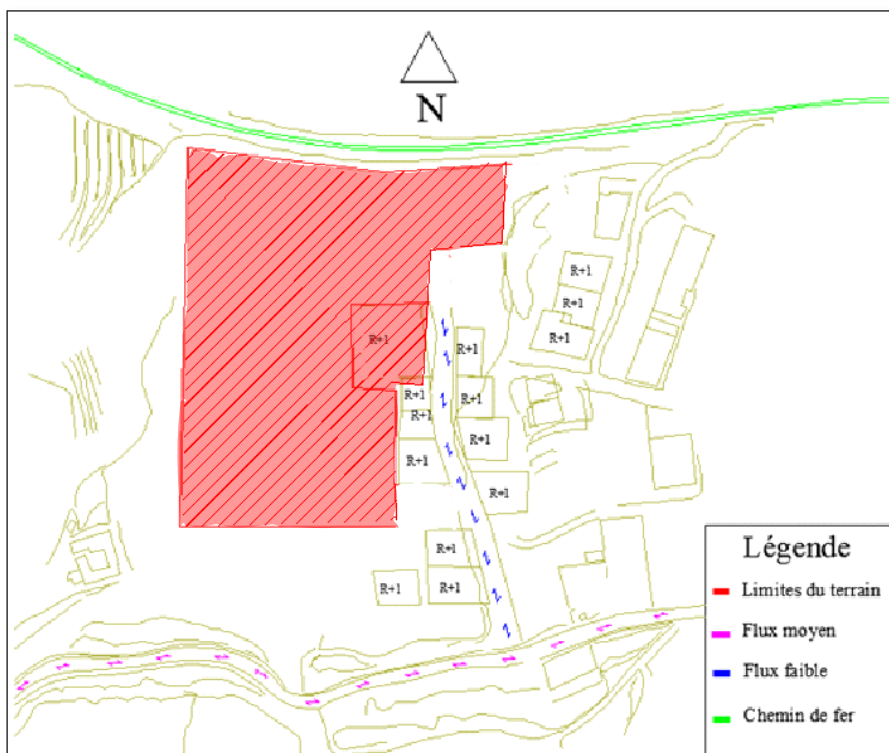 N
R+1
R+1
R+1
R+1
R+1
R+1
R+1
R+1
R+1
R+1
R+1
R+1
R+1
R+1
Légende
Limites du terrain
Flux moyen
Flux faible
Chemin de fer